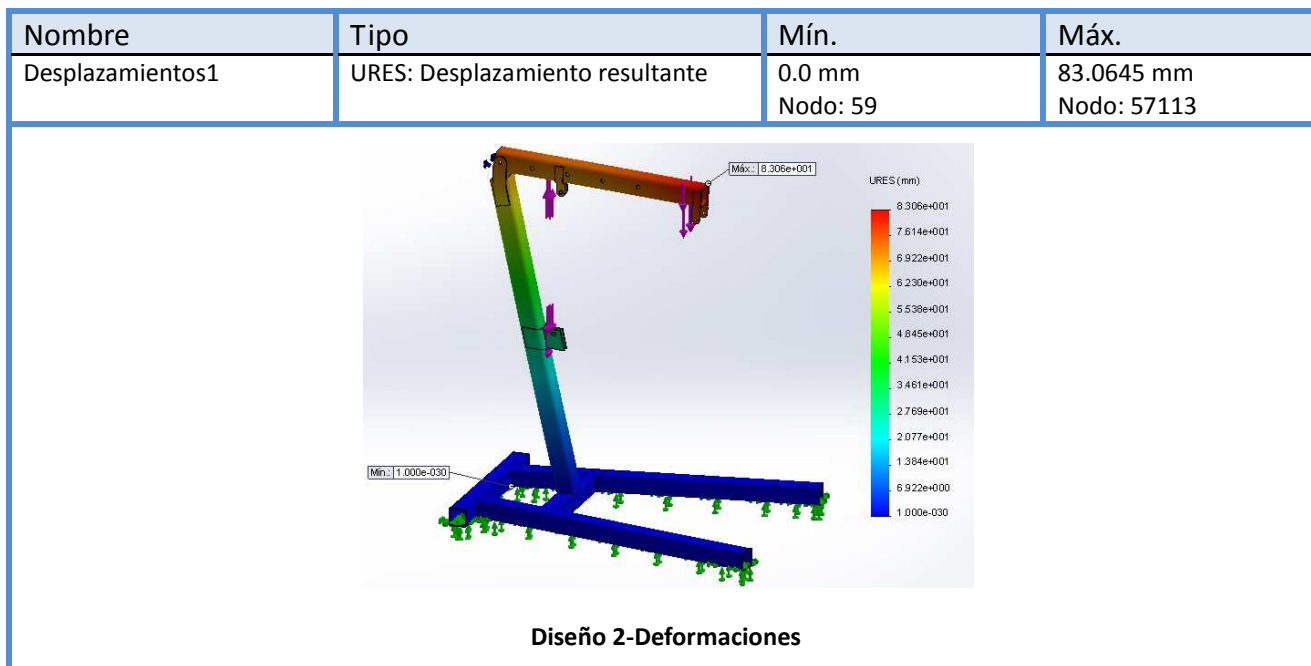 Nombre Tipo Mín. Máx.
Desplazamientos1 URES: Desplazamiento resultante 0.0 mm 83.0645 mm
Nodo: 59 Nodo: 57113
Máx.: 8.306e+001
URES (mm)
8.306e+001
7.614e+001
6.922e+001
6.230e+001
5.538e+001
4.845e+001
4.153e+001
3.461e+001
2.769e+001
2.077e+001
1.384e+001
6.922e+000
1.000e-030
Mín.: 1.000e-030
Diseño 2-Deformaciones